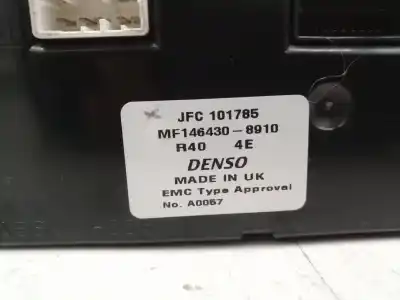 JFC 101785
MF146430-8910
R40 4E
DENSO
MADE IN UK
EMC Type Approval
No. A0057